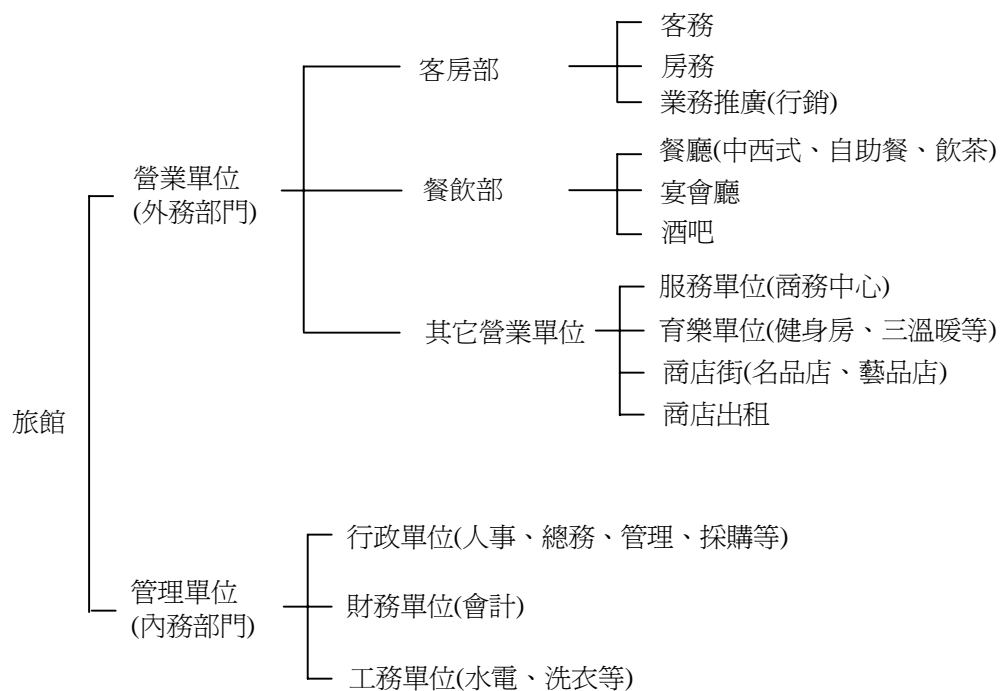 客務
客房部
房務
業務推廣(行銷)
餐廳(中西式、自助餐、飲茶)
營業單位
(外務部門)
餐飲部
宴會廳
酒吧
服務單位(商務中心)
其它營業單位
育樂單位(健身房、三溫暖等)
商店街(名品店、藝品店)
商店出租
旅館
行政單位(人事、總務、管理、採購等)
管理單位
(內務部門)
財務單位(會計)
工務單位(水電、洗衣等)